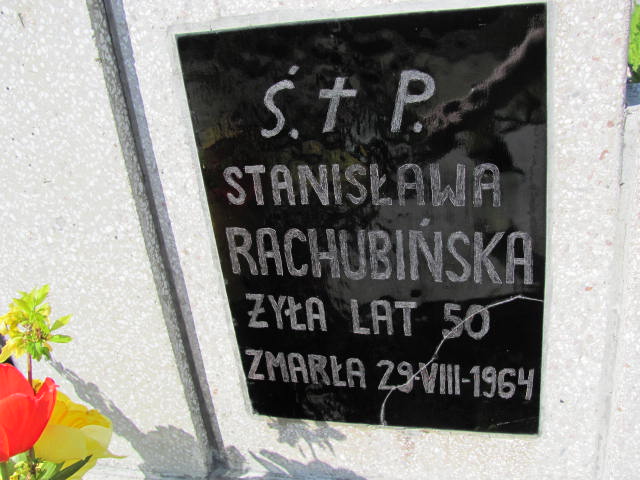 Ś. † P.
STANISŁAWA
RACHUBIŃSKA
ŻYŁA LAT 50
ZMARŁA 29-VIII-1964